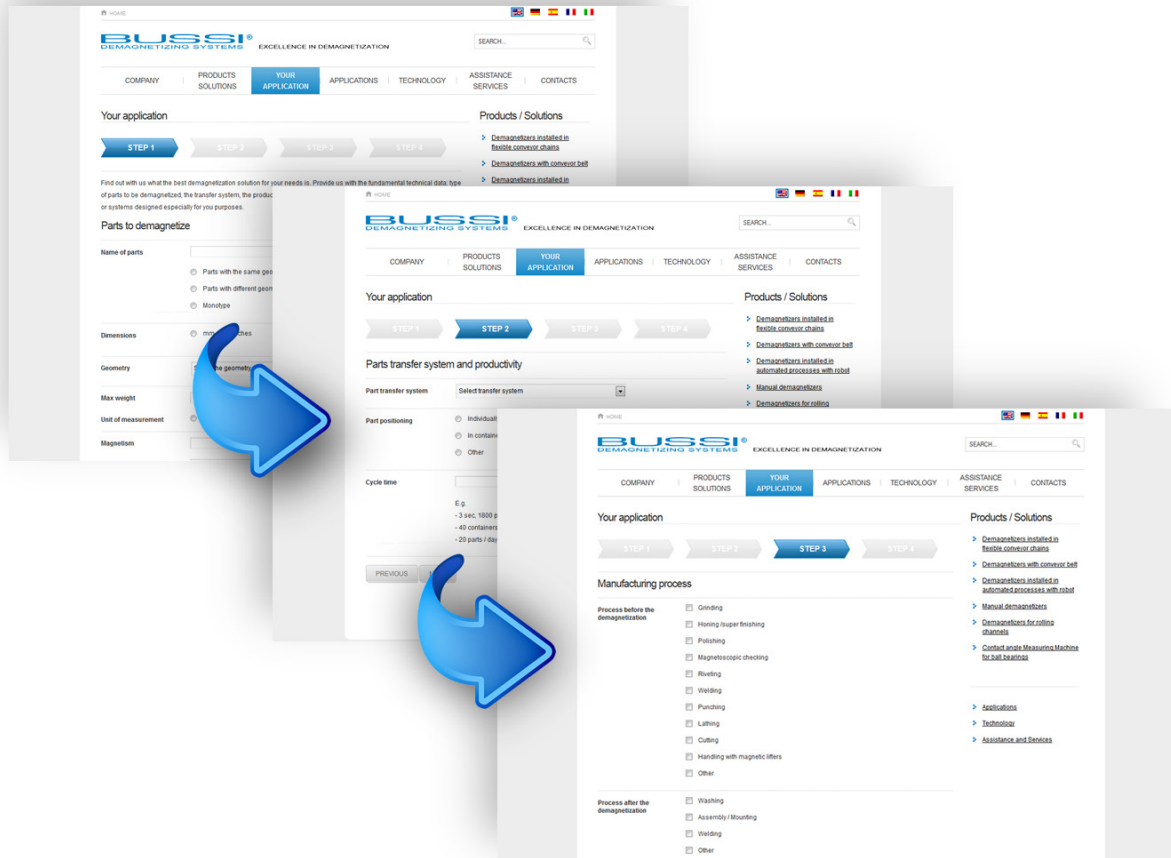 HOME
BUSSI®
DEMAGNETIZING SYSTEMS EXCELLENCE IN DEMAGNETIZATION
SEARCH...
COMPANY
PRODUCTS
SOLUTIONS
YOUR
APPLICATION
APPLICATIONS
TECHNOLOGY
ASSISTANCE
SERVICES
CONTACTS
Your application
STEP 1
STEP 2
STEP 3
STEP 4
Find out with us what the best demagnetization solution for your needs is. Provide us with the fundamental technical data: type
of parts to be demagnetized, the transfer system, the
or systems designed especially for you purposes.
Parts to demagnetize
Name of parts
Parts with the same
Parts with different
Monotype
Dimensions
mm
Geometry
Max weight
Unit of measurement
Magnetism
Products / Solutions
Demagnetizers installed in
flexible conveyor chains
Demagnetizers with conveyor belt
Demagnetizers installed in
HOME
BUSSI®
DEMAGNETIZING SYSTEMS EXCELLENCE IN DEMAGNETIZATION
SEARCH...
COMPANY
PRODUCTS
SOLUTIONS
YOUR
APPLICATION
APPLICATIONS
TECHNOLOGY
ASSISTANCE
SERVICES
CONTACTS
Your application
STEP 1
STEP 2
STEP 3
STEP 4
Parts transfer system and productivity
Part transfer system
Select transfer system
Part positioning
Individually
In
Other
Cycle time
E.g.
- 3 sec, 1800
- 40 containers
- 20 parts / day
PREVIOUS
Products / Solutions
Demagnetizers installed in
flexible conveyor chains
Demagnetizers with conveyor belt
Demagnetizers installed in
automated processes with robot
Manual demagnetizers
Demagnetizers for rolling
HOME
BUSSI®
DEMAGNETIZING SYSTEMS EXCELLENCE IN DEMAGNETIZATION
SEARCH...
COMPANY
PRODUCTS
SOLUTIONS
YOUR
APPLICATION
APPLICATIONS
TECHNOLOGY
ASSISTANCE
SERVICES
CONTACTS
Your application
STEP 1
STEP 2
STEP 3
STEP 4
Manufacturing process
Process before the
demagnetization
Grinding
Honing /super finishing
Polishing
Magnetoscopic checking
Riveting
Welding
Punching
Lathing
Cutting
Handling with magnetic lifters
Other
Process after the
demagnetization
Washing
Assembly / Mounting
Welding
Other
Products / Solutions
Demagnetizers installed in
flexible conveyor chains
Demagnetizers with conveyor belt
Demagnetizers installed in
automated processes with robot
Manual demagnetizers
Demagnetizers for rolling
channels
Contact angle Measuring Machine
for ball bearings
Applications
Technology
Assistance and Services